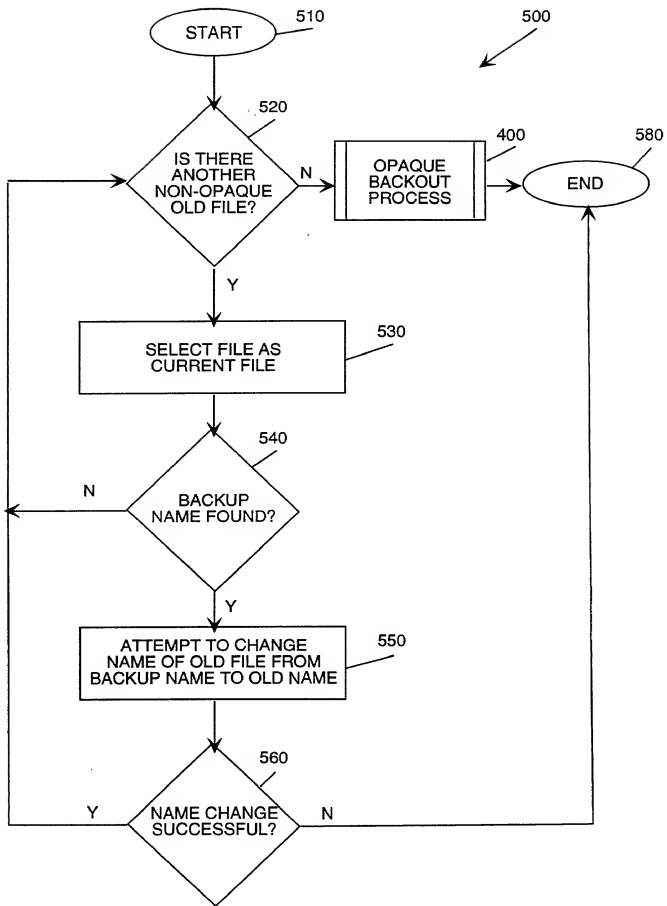 START
510
500
520
IS THERE
ANOTHER
NON-OPAQUE
OLD FILE?
N
OPAQUE
BACKOUT
PROCESS
400
END
580
Y
SELECT FILE AS
CURRENT FILE
530
540
BACKUP
NAME FOUND?
N
Y
ATTEMPT TO CHANGE
NAME OF OLD FILE FROM
BACKUP NAME TO OLD NAME
550
560
NAME CHANGE
SUCCESSFUL?
Y
N